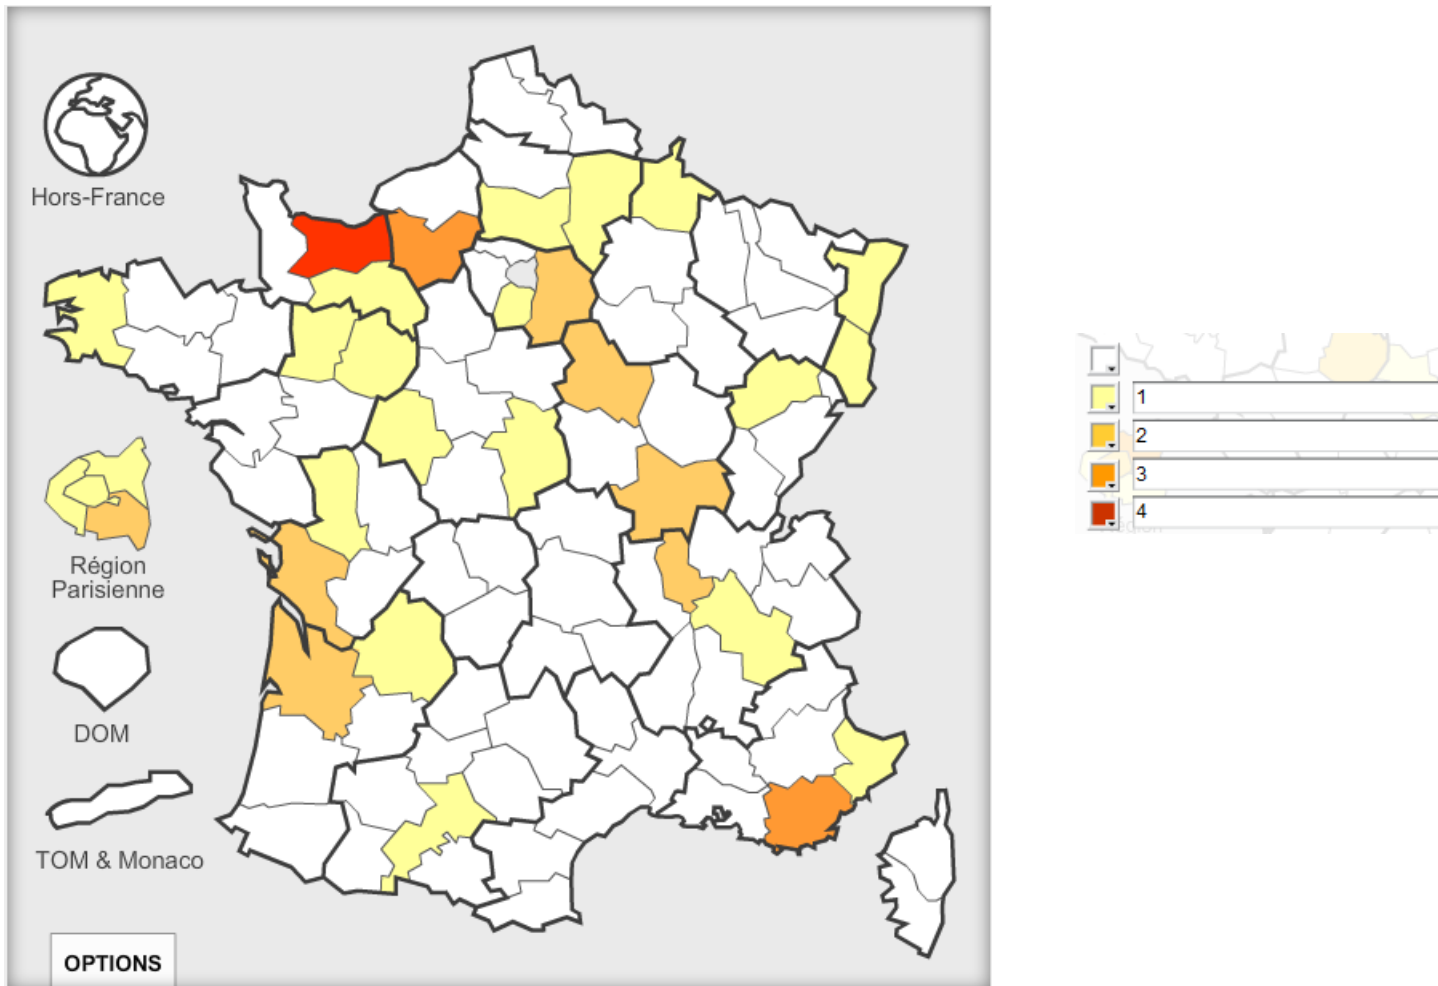 Hors-France
Région
Parisienne
DOM
TOM & Monaco
OPTIONS
1
2
3
4